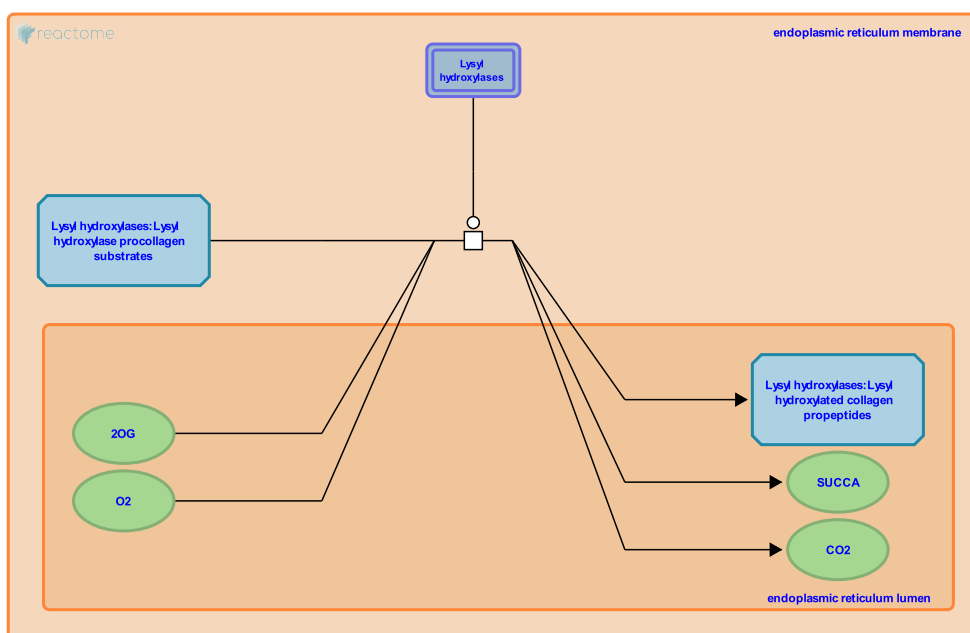 reactome
endoplasmic reticulum membrane
Lysyl
hydroxylases
Lysyl hydroxylases:Lysyl
hydroxylase procollagen
substrates
Lysyl hydroxylases:Lysyl
hydroxylated collagen
propeptides
2OG
O2
SUCCA
CO2
endoplasmic reticulum lumen